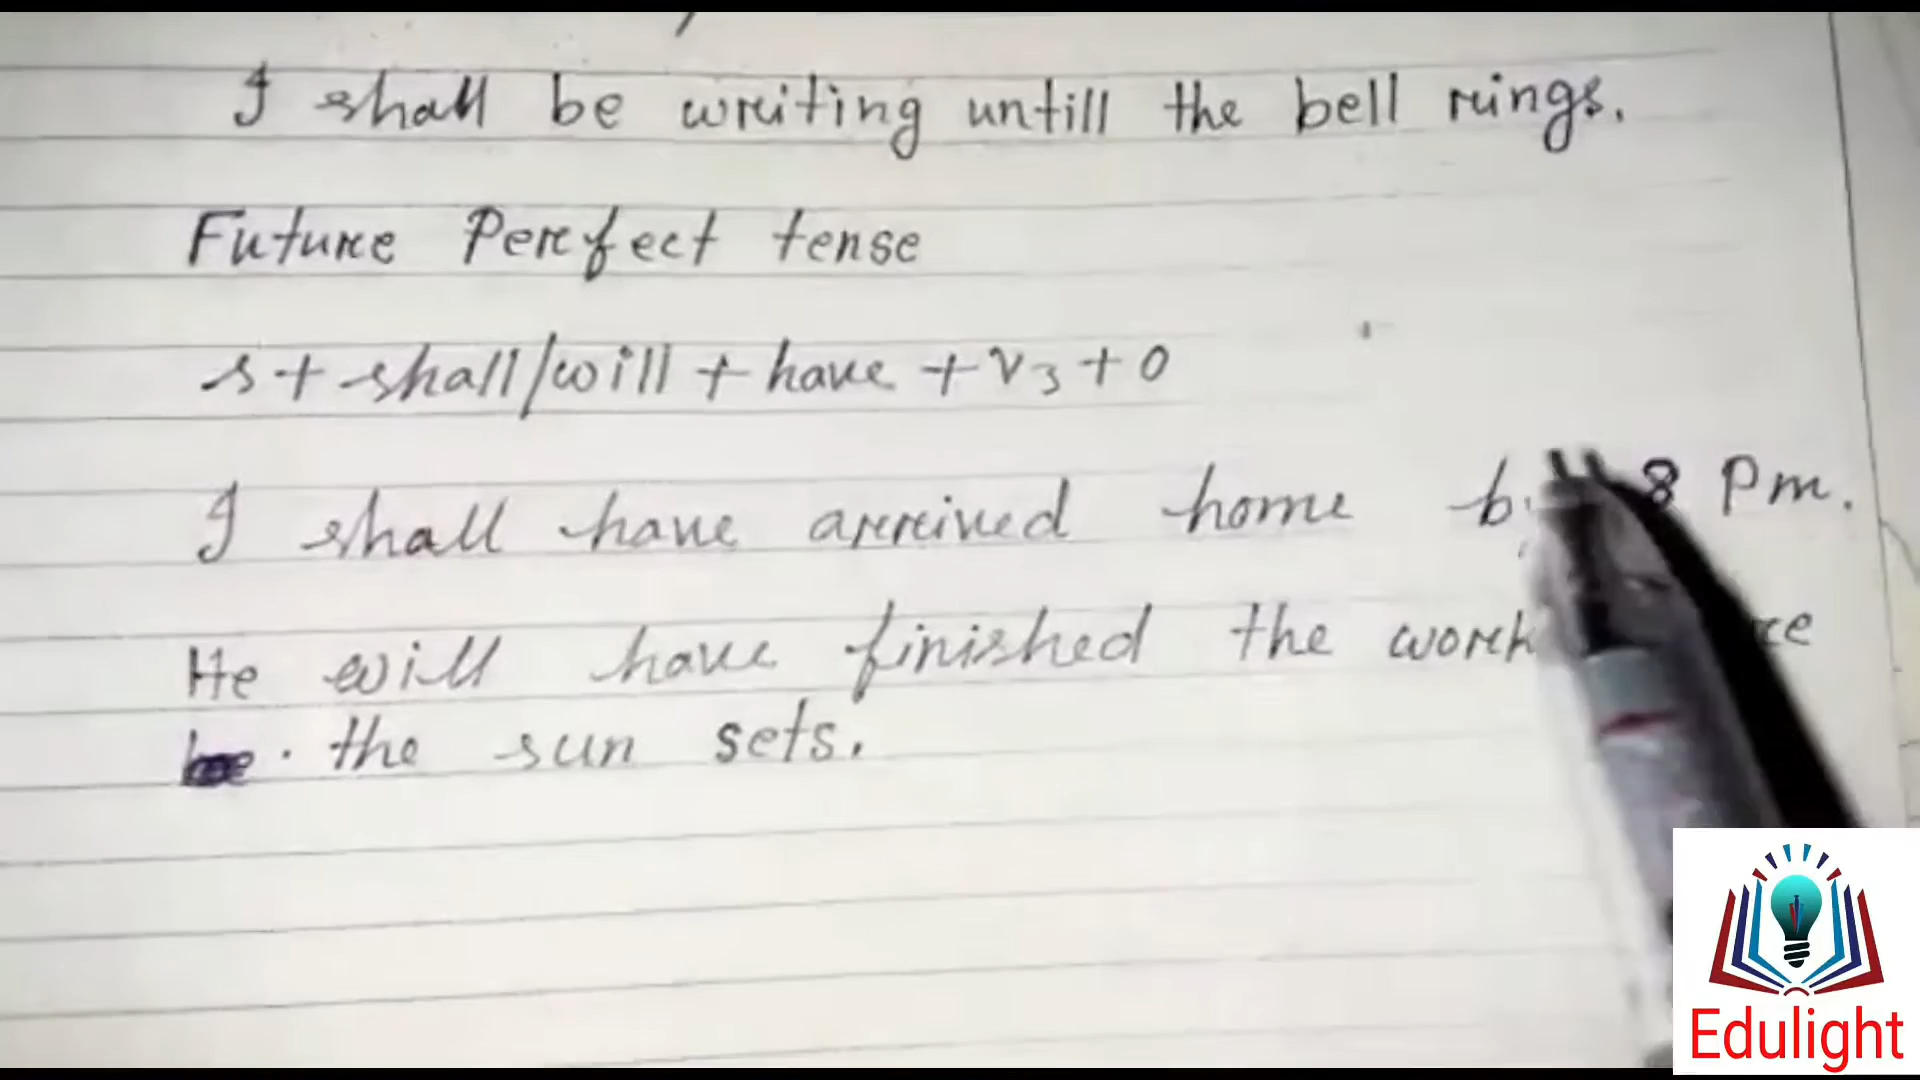 I shall be writing untill the bell rings.
Future Perfect tense
s + shall/will + have + v3 + o
I shall have arrived home 8 Pm.
He will have finished the work
the sun sets.
Edulight